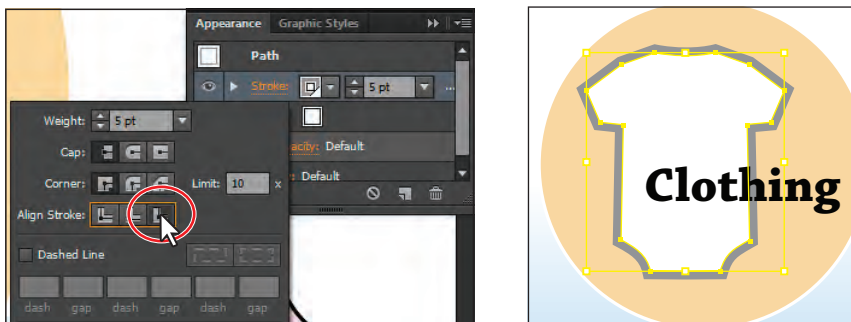 Appearance Graphic Styles
Path
Stroke: 5 pt
Weight: 5 pt
Cap:
acity: Default
Corner: Limit: 10 x
: Default
Align Stroke:
Dashed Line
dash gap dash gap dash gap
Clothing